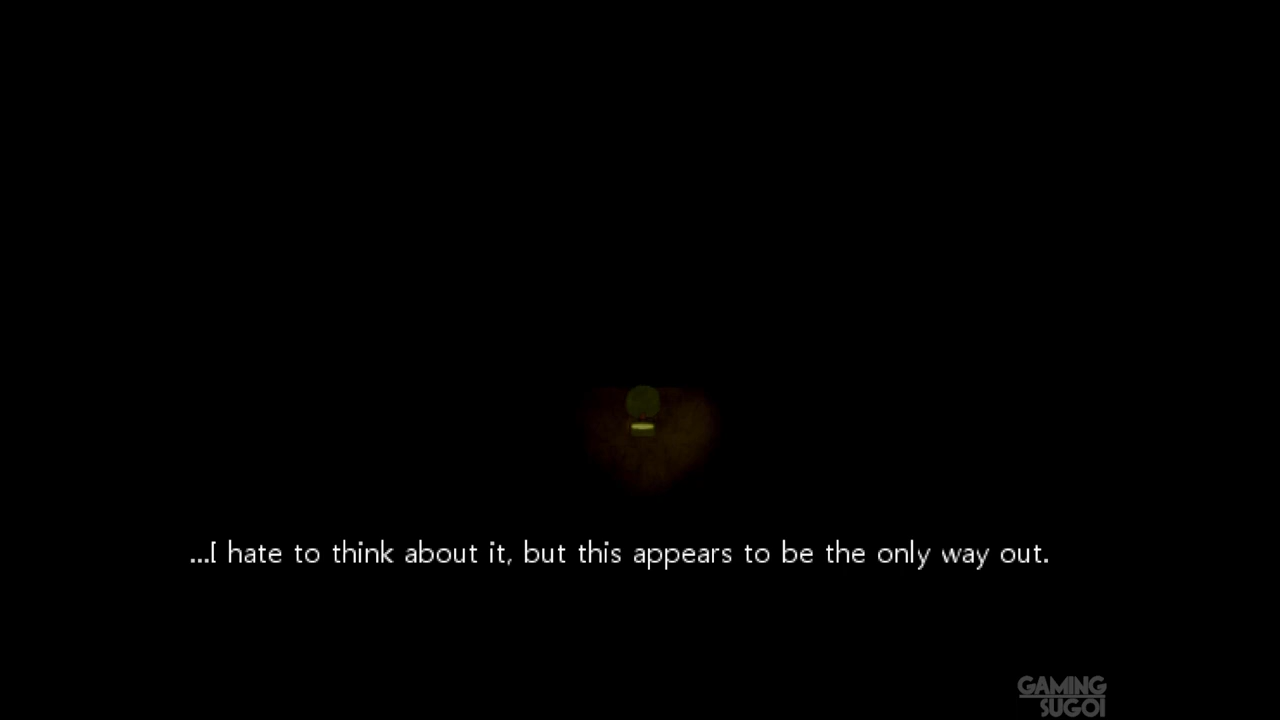 ...I hate to think about it, but this appears to be the only way out.
GAMING
SUGOI